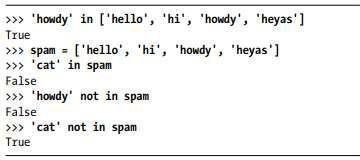 >>> 'howdy' in ['hello', 'hi', 'howdy', 'heyas']
True
>>> spam = ['hello', 'hi', 'howdy', 'heyas']
>>> 'cat' in spam
False
>>> 'howdy' not in spam
False
>>> 'cat' not in spam
True